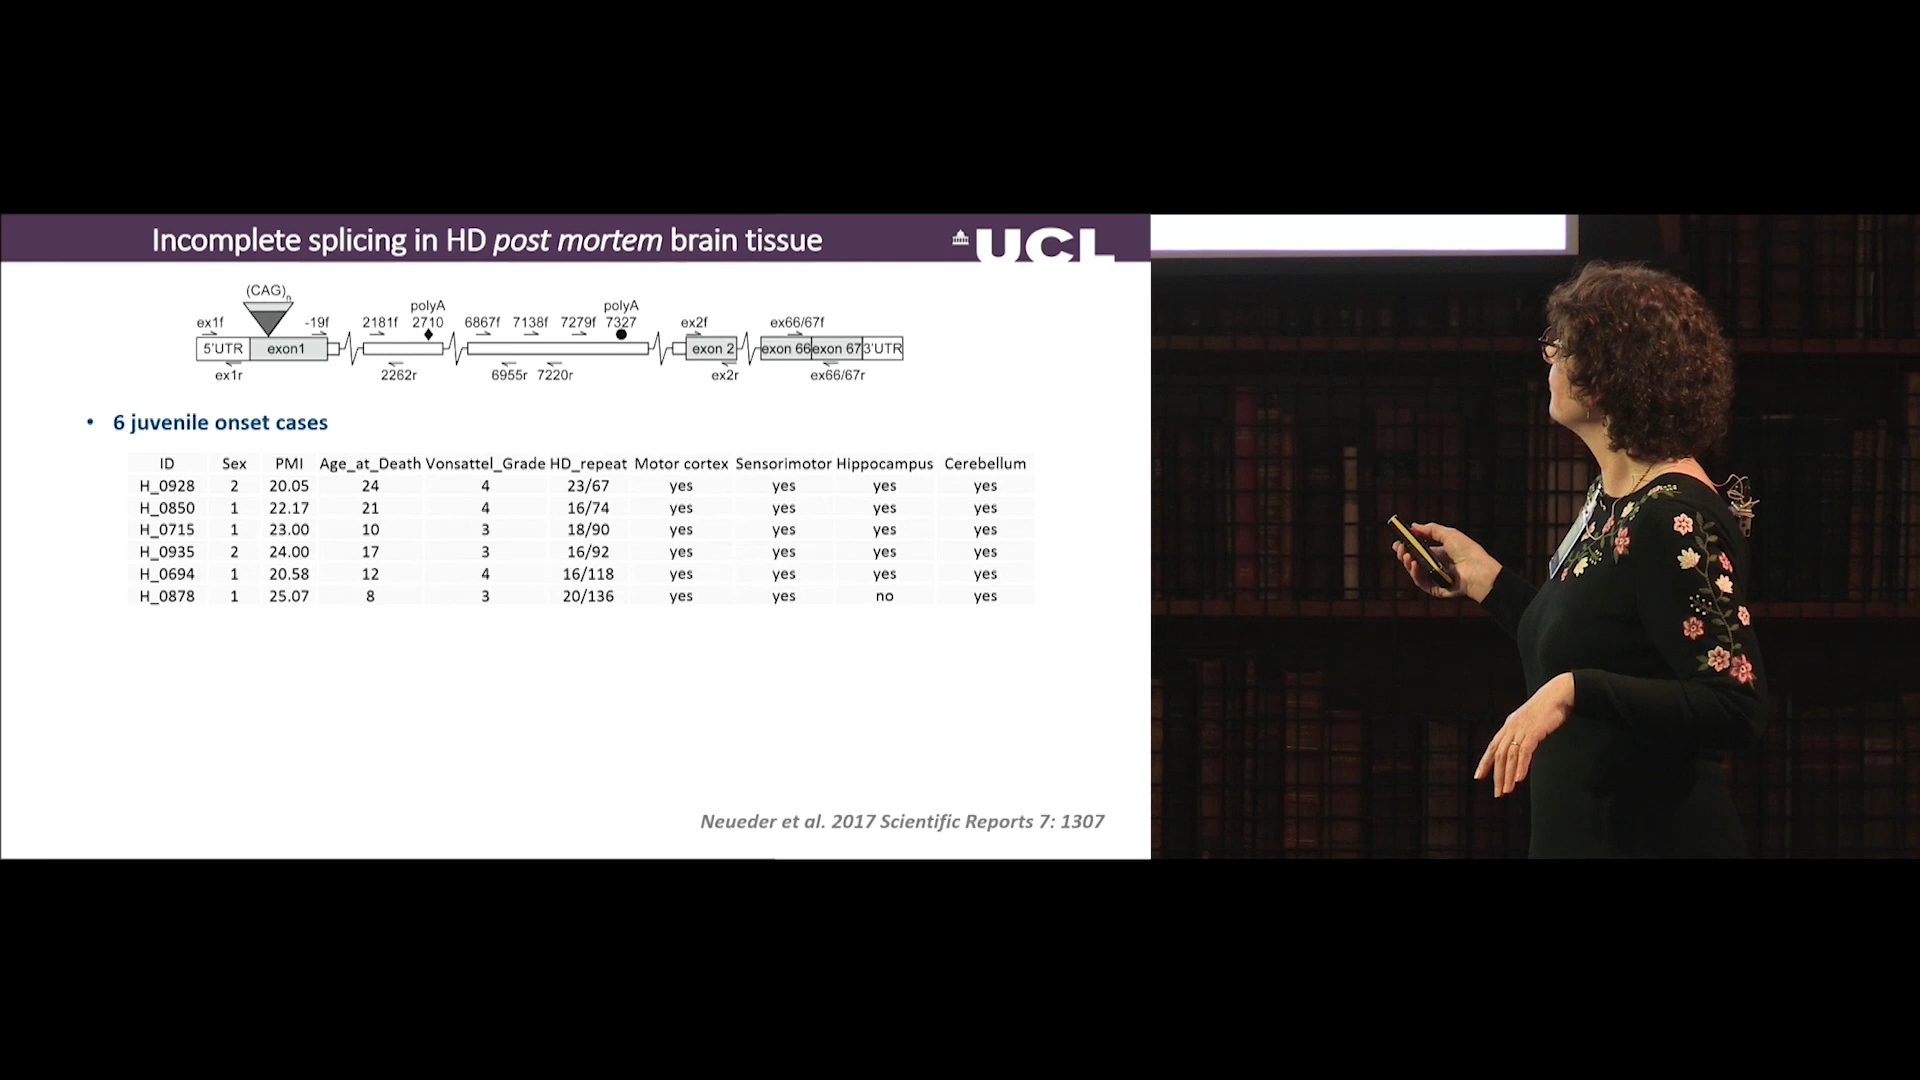 Incomplete splicing in HD post mortem brain tissue
UCL
(CAG)n
polyA polyA
ex1f -19f 2181f 2710 6867f 7138f 7279f 7327 ex2f ex66/67f
5'UTR exon1 exon 2 exon 66 exon 67 3'UTR
ex1r 2262r 6955r 7220r ex2r ex66/67r
• 6 juvenile onset cases
ID Sex PMI Age_at_Death Vonsattel_Grade HD_repeat Motor cortex Sensorimotor Hippocampus Cerebellum
H_0928 2 20.05 24 4 23/67 yes yes yes yes
H_0850 1 22.17 21 4 16/74 yes yes yes yes
H_0715 1 23.00 10 3 18/90 yes yes yes yes
H_0935 2 24.00 17 3 16/92 yes yes yes yes
H_0694 1 20.58 12 4 16/118 yes yes yes yes
H_0878 1 25.07 8 3 20/136 yes yes no yes
Neueder et al. 2017 Scientific Reports 7: 1307